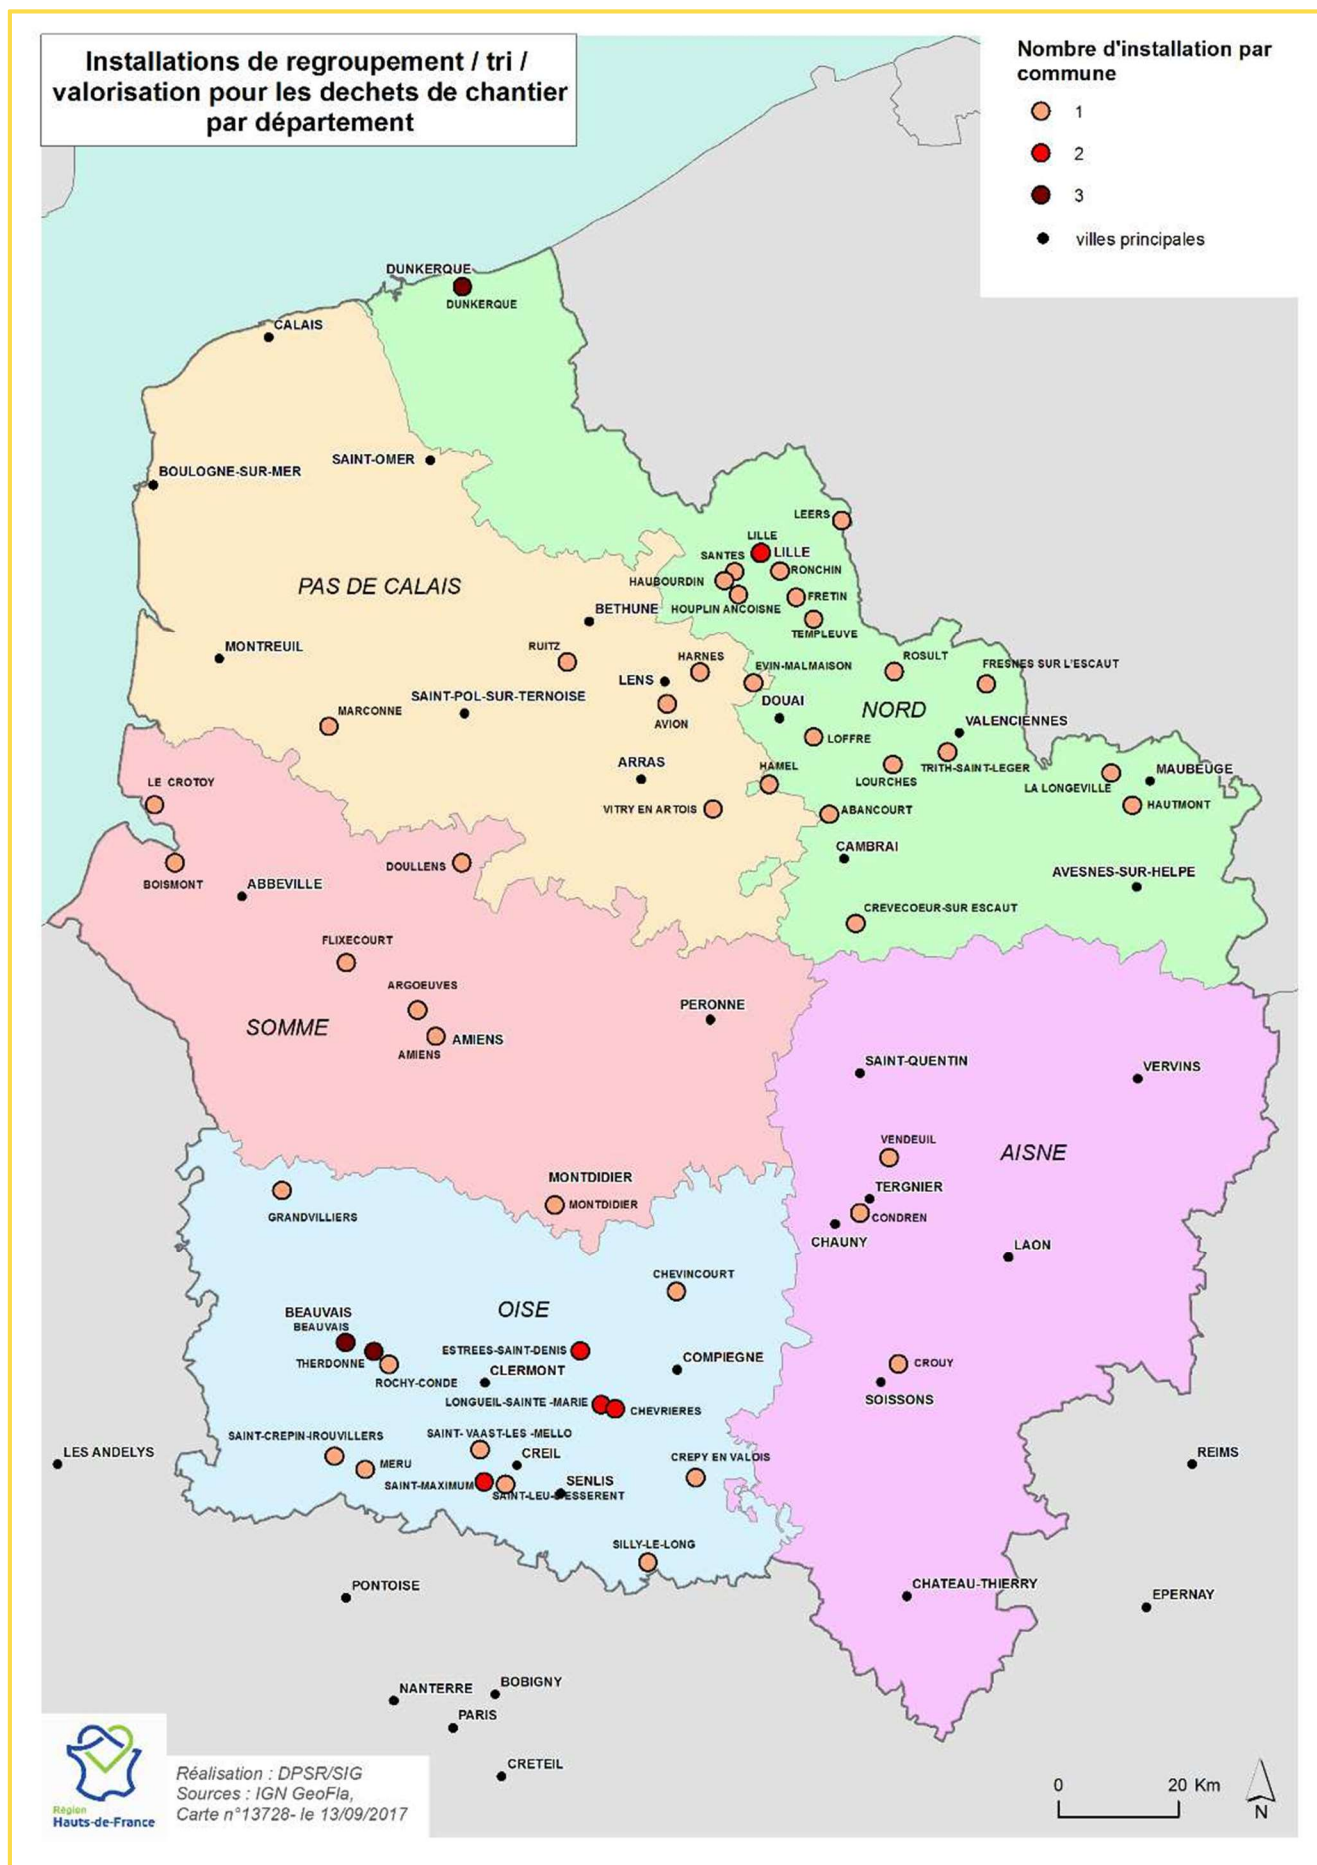 Installations de regroupement / tri /
valorisation pour les dechets de chantier
par département
Nombre d'installation par
commune
1
2
3
villes principales
DUNKERQUE
DUNKERQUE
CALAIS
SAINT-OMER
BOULOGNE-SUR-MER
LEERS
LILLE
LILLE
SANTES
RONCHIN
HAUBOURDIN
PAS DE CALAIS
FRETIN
HOUPLIN ANCOISNE
BETHUNE
TEMPLEUVE
MONTREUIL
RUITZ
HARNES
EVIN-MALMAISON
ROSULT
FRESNES SUR L'ESCAUT
LENS
SAINT-POL-SUR-TERNOISE
DOUAI
NORD
MARCONNE
AVION
VALENCIENNES
LOFFRE
ARRAS
HAMEL
TRITH-SAINT-LEGER
MAUBEUGE
LE CROTOY
LOURCHES
LA LONGEVILLE
VITRY EN ARTOIS
ABANCOURT
HAUTMONT
CAMBRAI
DOULLENS
AVESNES-SUR-HELPE
BOISMONT
ABBEVILLE
CREVECOEUR-SUR ESCAUT
FLIXECOURT
ARGOEUVES
PERONNE
SOMME
AMIENS
AMIENS
SAINT-QUENTIN
VERVINS
VENDEUIL
AISNE
MONTDIDIER
TERGNIER
MONTDIDIER
GRANDVILLIERS
CONDREN
CHAUNY
LAON
CHEVINCOURT
OISE
BEAUVAIS
BEAUVAIS
ESTREES-SAINT-DENIS
COMPIEGNE
THERDONNE
CROUY
CLERMONT
ROCHY-CONDE
SOISSONS
LONGUEIL-SAINTE -MARIE
CHEVRIERES
SAINT-CREPIN-IROUVILLERS
SAINT- VAAST-LES -MELLO
LES ANDELYS
CREIL
CREPY EN VALOIS
REIMS
MERU
SENLIS
SAINT-MAXIMUM
SAINT-LEU-D'ESSERENT
SILLY-LE-LONG
PONTOISE
CHATEAU-THIERRY
EPERNAY
BOBIGNY
NANTERRE
PARIS
CRETEIL
Région
Hauts-de-France
Réalisation : DPSR/SIG
Sources : IGN GeoFla,
Carte n°13728- le 13/09/2017
0 20 Km
N